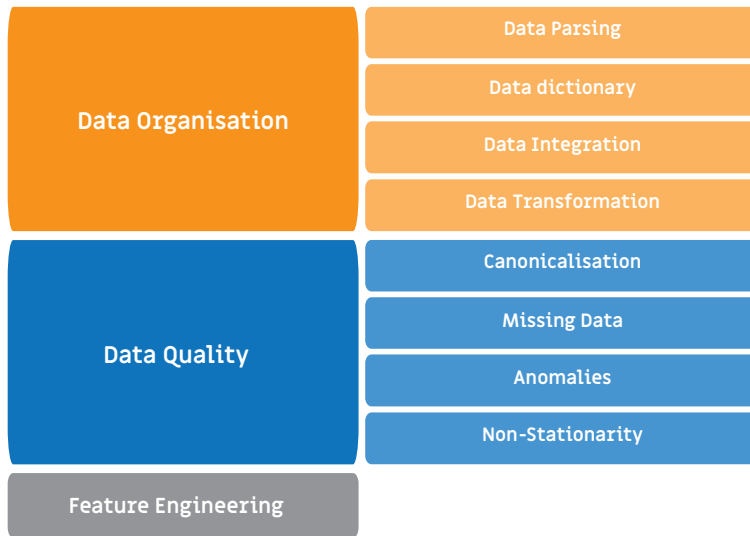 Data Organisation
Data Parsing
Data dictionary
Data Integration
Data Transformation
Data Quality
Canonicalisation
Missing Data
Anomalies
Non-Stationarity
Feature Engineering